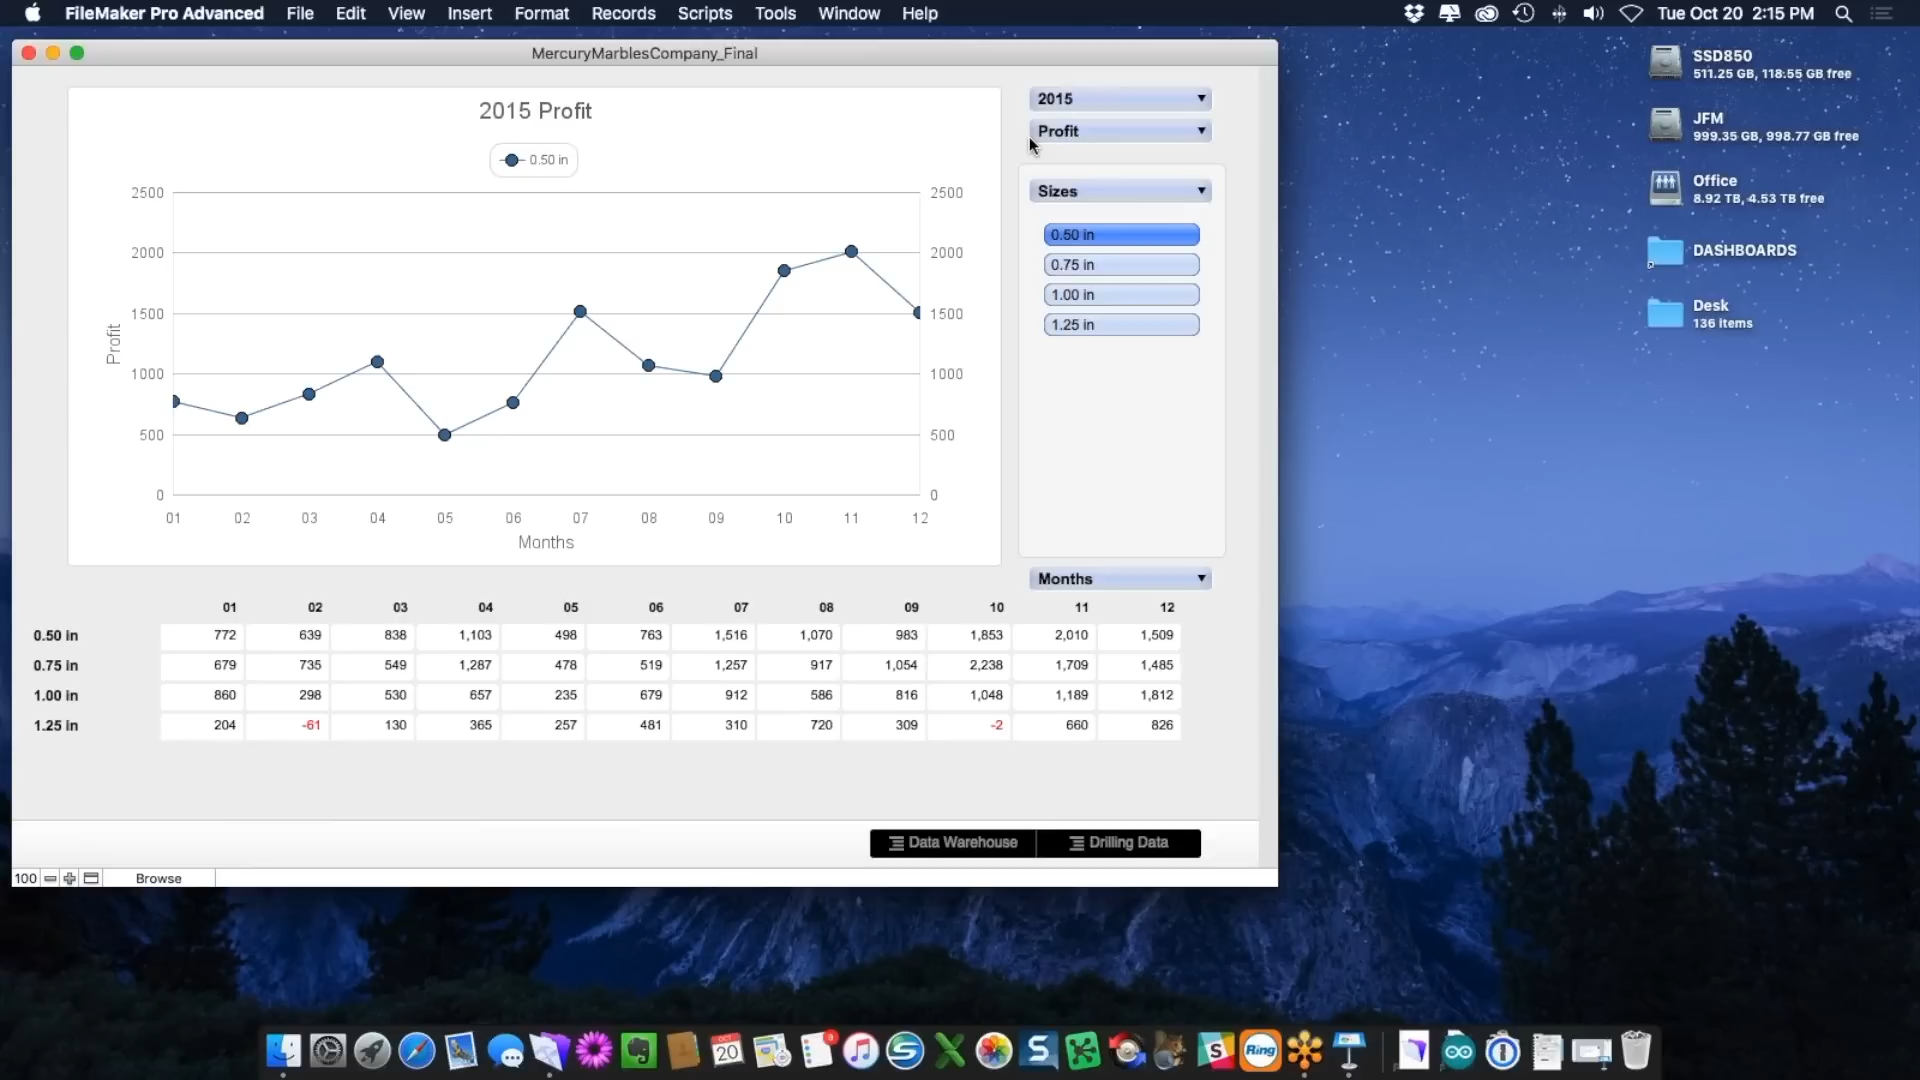 FileMaker Pro Advanced File Edit View Insert Format Records Scripts Tools Window Help Tue Oct 20 2:15 PM
MercuryMarblesCompany_Final
2015 Profit
0.50 in
2500 2500
2000 2000
1500 1500
1000 1000
500 500
0 0
Profit
01 02 03 04 05 06 07 08 09 10 11 12
Months
2015
Profit
Sizes
0.50 in
0.75 in
1.00 in
1.25 in
Months
01 02 03 04 05 06 07 08 09 10 11 12
0.50 in 772 639 838 1,103 498 763 1,516 1,070 983 1,853 2,010 1,509
0.75 in 679 735 549 1,287 478 519 1,257 917 1,054 2,238 1,709 1,485
1.00 in 860 298 530 657 235 679 912 586 816 1,048 1,189 1,812
1.25 in 204 -61 130 365 257 481 310 720 309 -2 660 826
Data Warehouse Drilling Data
100 Browse
SSD850
511.25 GB, 118.55 GB free
JFM
999.35 GB, 998.77 GB free
Office
8.92 TB, 4.53 TB free
DASHBOARDS
Desk
136 items
OCT
20
S
S
Ring